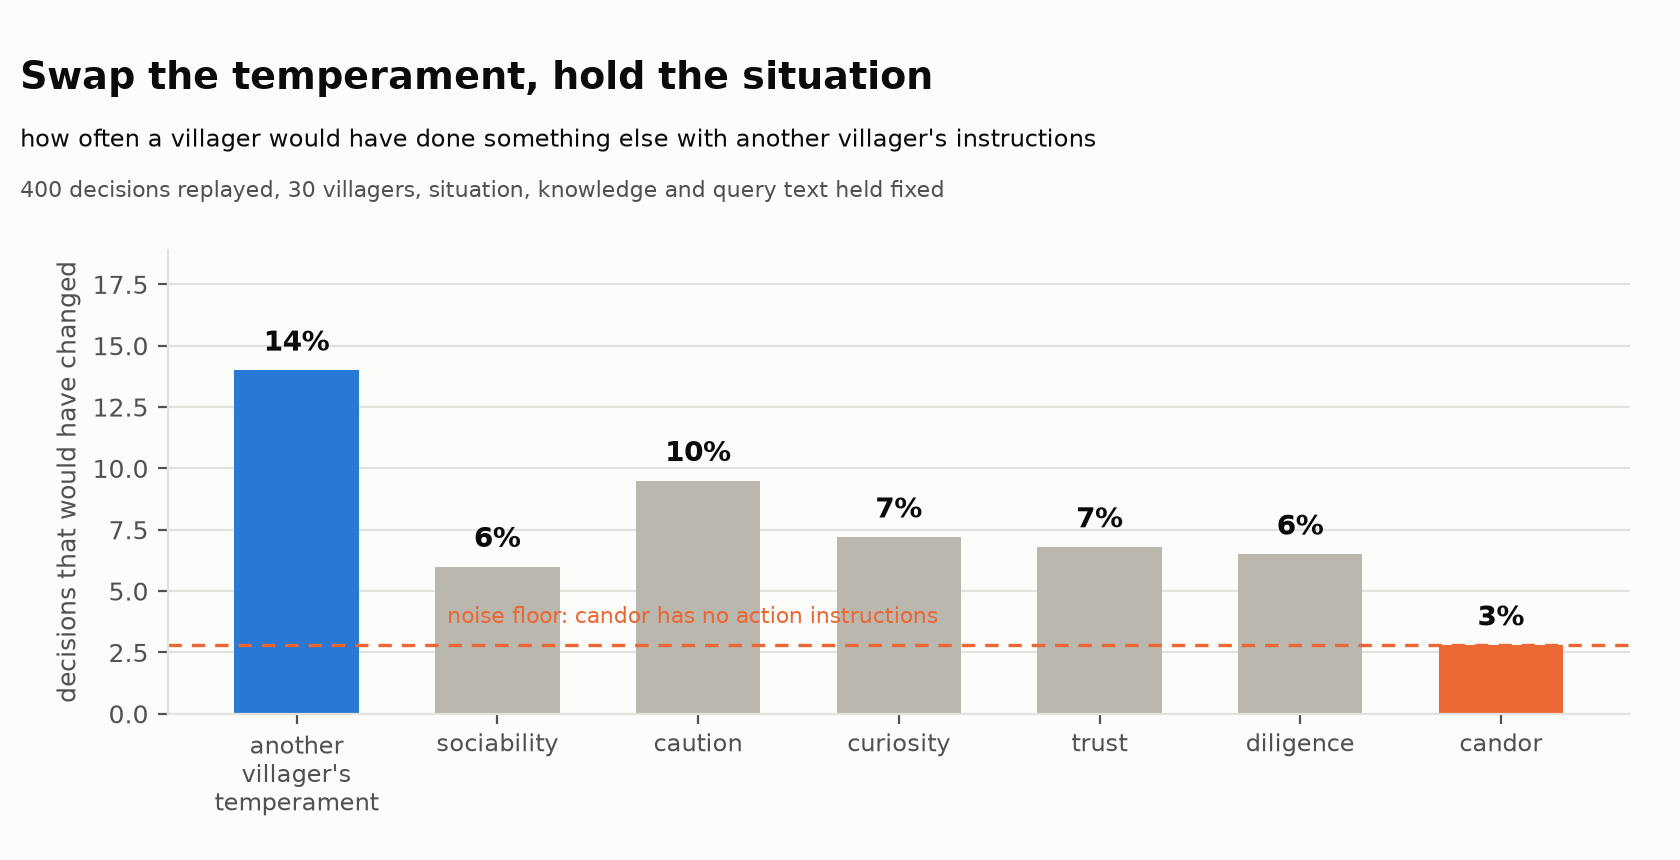 Swap the temperament, hold the situation
how often a villager would have done something else with another villager's instructions
400 decisions replayed, 30 villagers, situation, knowledge and query text held fixed
decisions that would have changed
17.5
15.0
12.5
10.0
7.5
5.0
2.5
0.0
14%
6%
10%
7%
7%
6%
3%
noise floor: candor has no action instructions
another
villager's
temperament
sociability
caution
curiosity
trust
diligence
candor